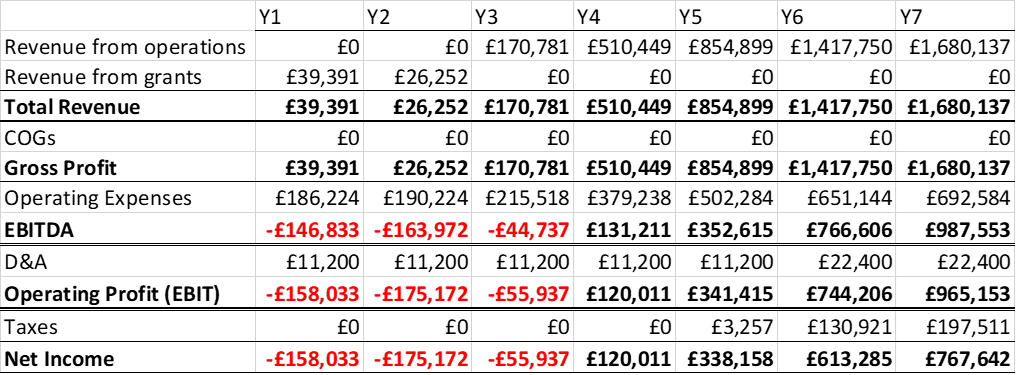 Y1 Y2 Y3 Y4 Y5 Y6 Y7
Revenue from operations £0 £0 £170,781 £510,449 £854,899 £1,417,750 £1,680,137
Revenue from grants £39,391 £26,252 £0 £0 £0 £0 £0
Total Revenue £39,391 £26,252 £170,781 £510,449 £854,899 £1,417,750 £1,680,137
COGs £0 £0 £0 £0 £0 £0 £0
Gross Profit £39,391 £26,252 £170,781 £510,449 £854,899 £1,417,750 £1,680,137
Operating Expenses £186,224 £190,224 £215,518 £379,238 £502,284 £651,144 £692,584
EBITDA -£146,833 -£163,972 -£44,737 £131,211 £352,615 £766,606 £987,553
D&A £11,200 £11,200 £11,200 £11,200 £11,200 £22,400 £22,400
Operating Profit (EBIT) -£158,033 -£175,172 -£55,937 £120,011 £341,415 £744,206 £965,153
Taxes £0 £0 £0 £0 £3,257 £130,921 £197,511
Net Income -£158,033 -£175,172 -£55,937 £120,011 £338,158 £613,285 £767,642